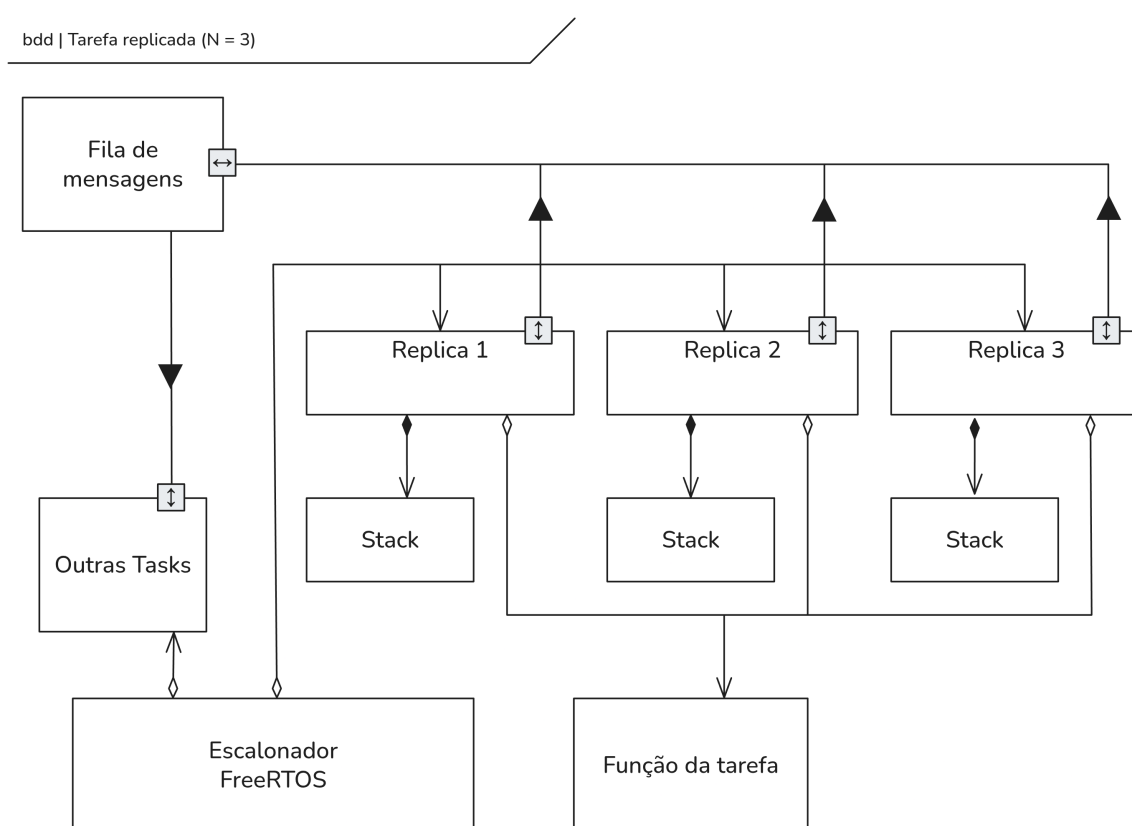 bdd | Tarefa replicada (N = 3)
Fila de
mensagens
Replica 1
Replica 2
Replica 3
Stack
Stack
Stack
Outras Tasks
Escalonador
FreeRTOS
Função da tarefa